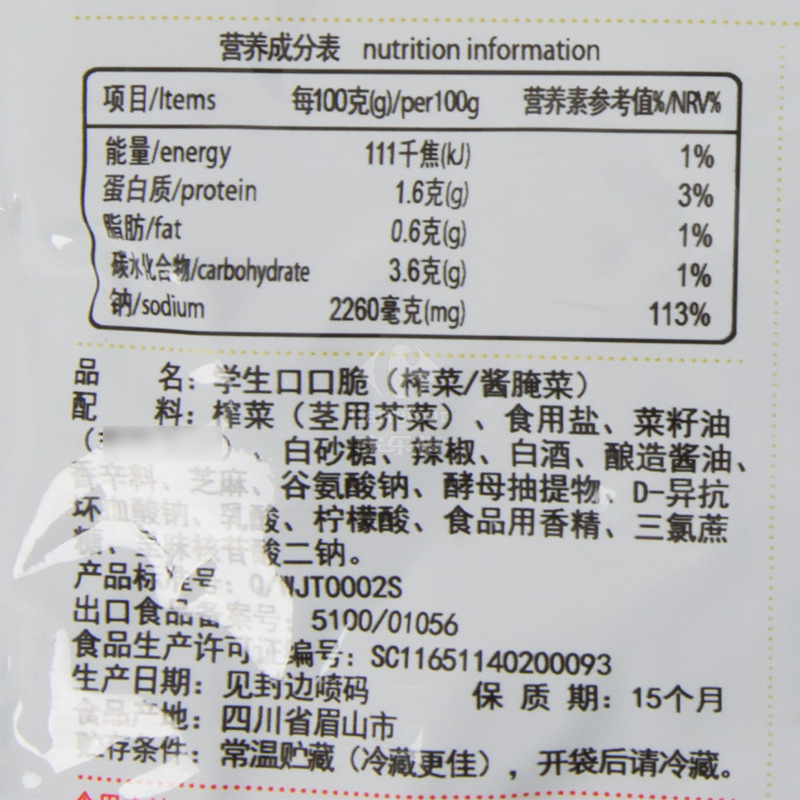 营养成分表 nutrition information
项目/Items 每100克(g)/per100g 营养素参考值%/NRV%
能量/energy 111千焦(kJ) 1%
蛋白质/protein 1.6克(g) 3%
脂肪/fat 0.6克(g) 1%
碳水化合物/carbohydrate 3.6克(g) 1%
钠/sodium 2260毫克(mg) 113%
品 名：学生口口脆（榨菜/酱腌菜）
配 料：榨菜（茎用芥菜）、食用盐、菜籽油
）、白砂糖、辣椒、白酒、酿造酱油、
香辛料、芝麻、谷氨酸钠、酵母抽提物、D-异抗
坏血酸钠、乳酸、柠檬酸、食品用香精、三氯蔗
糖、呈味核苷酸二钠。
产品标准号：Q/WJT0002S
出口食品备案号：5100/01056
食品生产许可证编号：SC11651140200093
生产日期：见封边喷码 保质期：15个月
食品产地：四川省眉山市
贮存条件：常温贮藏（冷藏更佳），开袋后请冷藏。